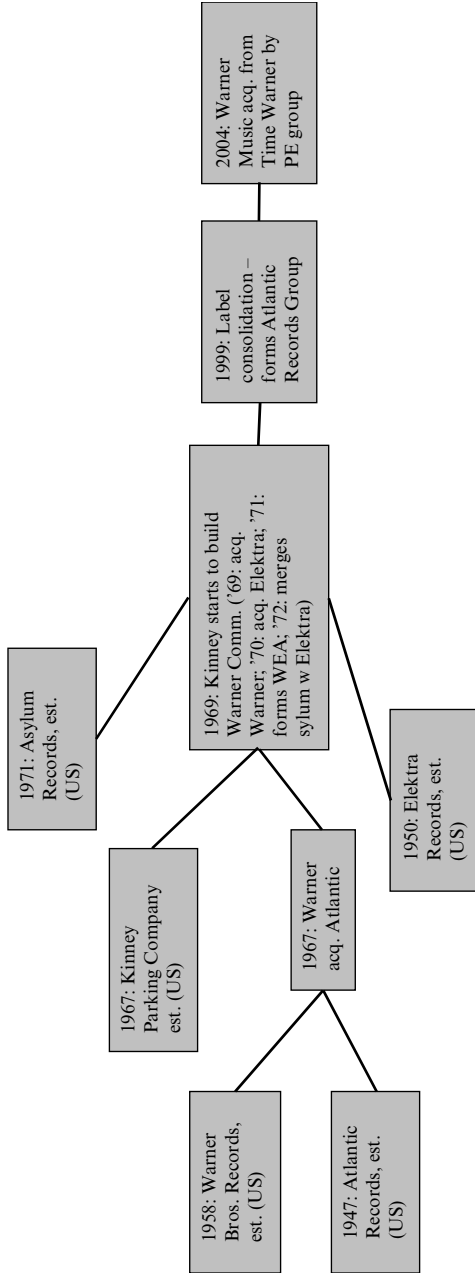 1958: Warner
Bros. Records,
est. (US)
1947: Atlantic
Records, est.
(US)
1967: Kinney
Parking Company
est. (US)
1967: Warner
acq. Atlantic
1971: Asylum
Records, est.
(US)
1950: Elektra
Records, est.
(US)
1969: Kinney starts to build
Warner Comm. (’69: acq.
Warner; ’70: acq. Elektra; ’71:
forms WEA; ’72: merges
sylum w Elektra)
1999: Label
consolidation –
forms Atlantic
Records Group
2004: Warner
Music acq. from
Time Warner by
PE group